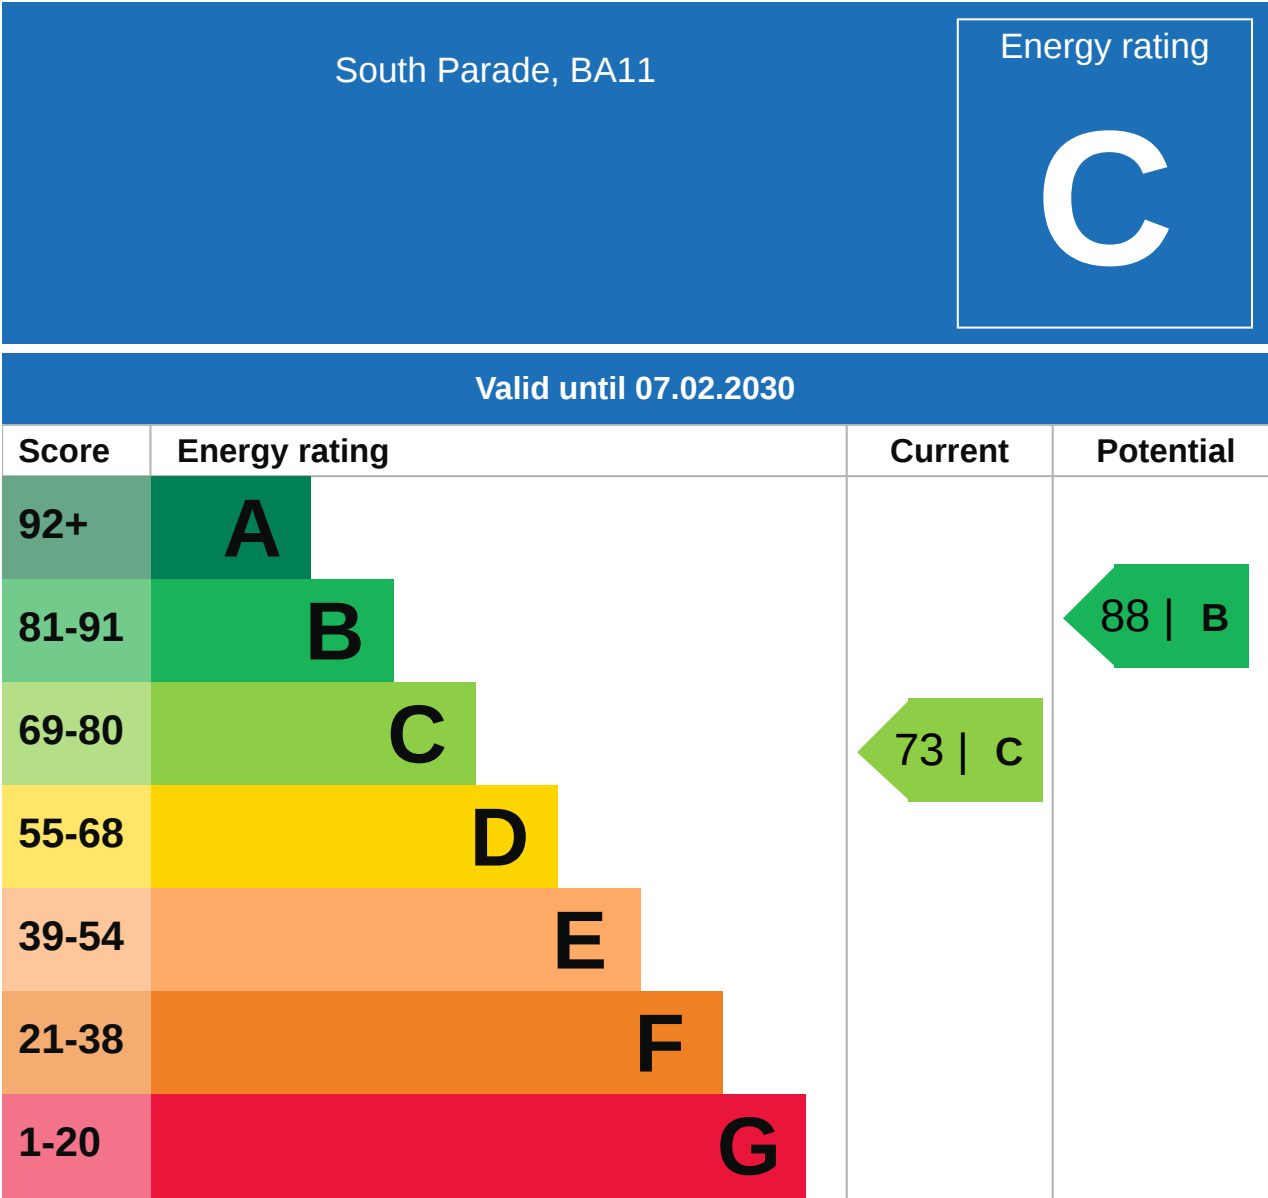 South Parade, BA11
Energy rating
C
Valid until 07.02.2030
Score Energy rating Current Potential
92+ A
81-91 B 88 | B
69-80 C 73 | C
55-68 D
39-54 E
21-38 F
1-20 G